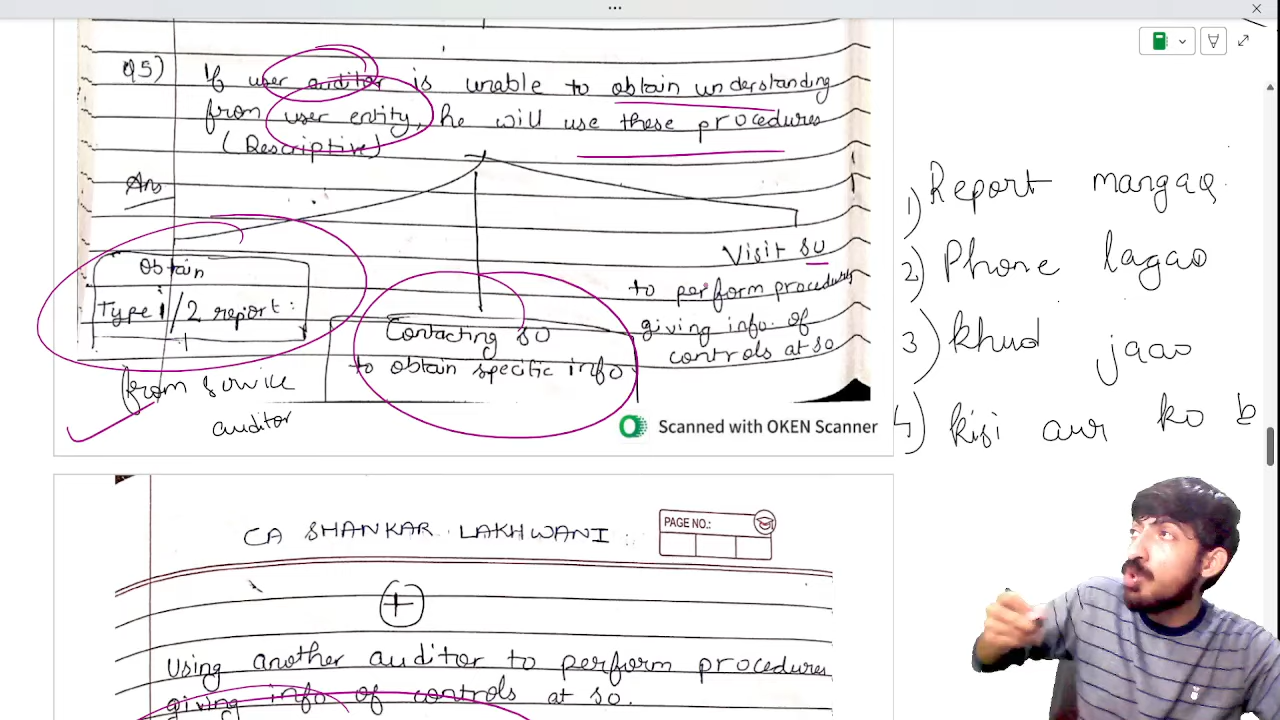 Q5) If user auditor is unable to obtain understanding
from user entity, he will use these procedures
(Descriptive)
Ans
Obtain
Type 1/2 report:
from service
auditor
Contacting SO
to obtain specific info
Visit SO
to perform procedures
giving info. of
controls at SO
Scanned with OKEN Scanner
1) Report mangao
2) Phone lagao
3) khud jaao
4) kisi aur ko b
CA SHANKAR LAKHWANI:
PAGE NO.:
+
Using another auditor to perform procedures
giving info of controls at SO.